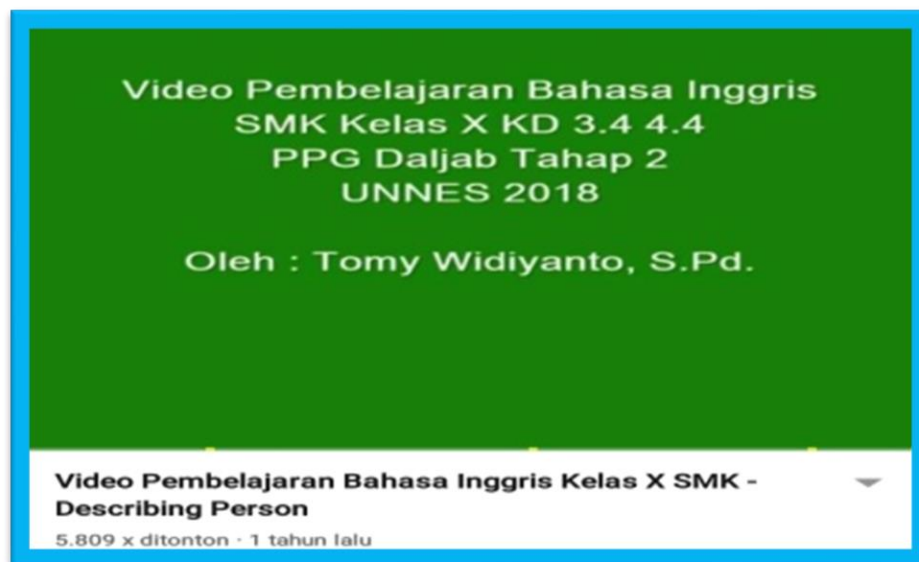 Video Pembelajaran Bahasa Inggris
SMK Kelas X KD 3.4 4.4
PPG Daljab Tahap 2
UNNES 2018
Oleh : Tomy Widiyanto, S.Pd.
Video Pembelajaran Bahasa Inggris Kelas X SMK -
Describing Person
5.809 x ditonton · 1 tahun lalu